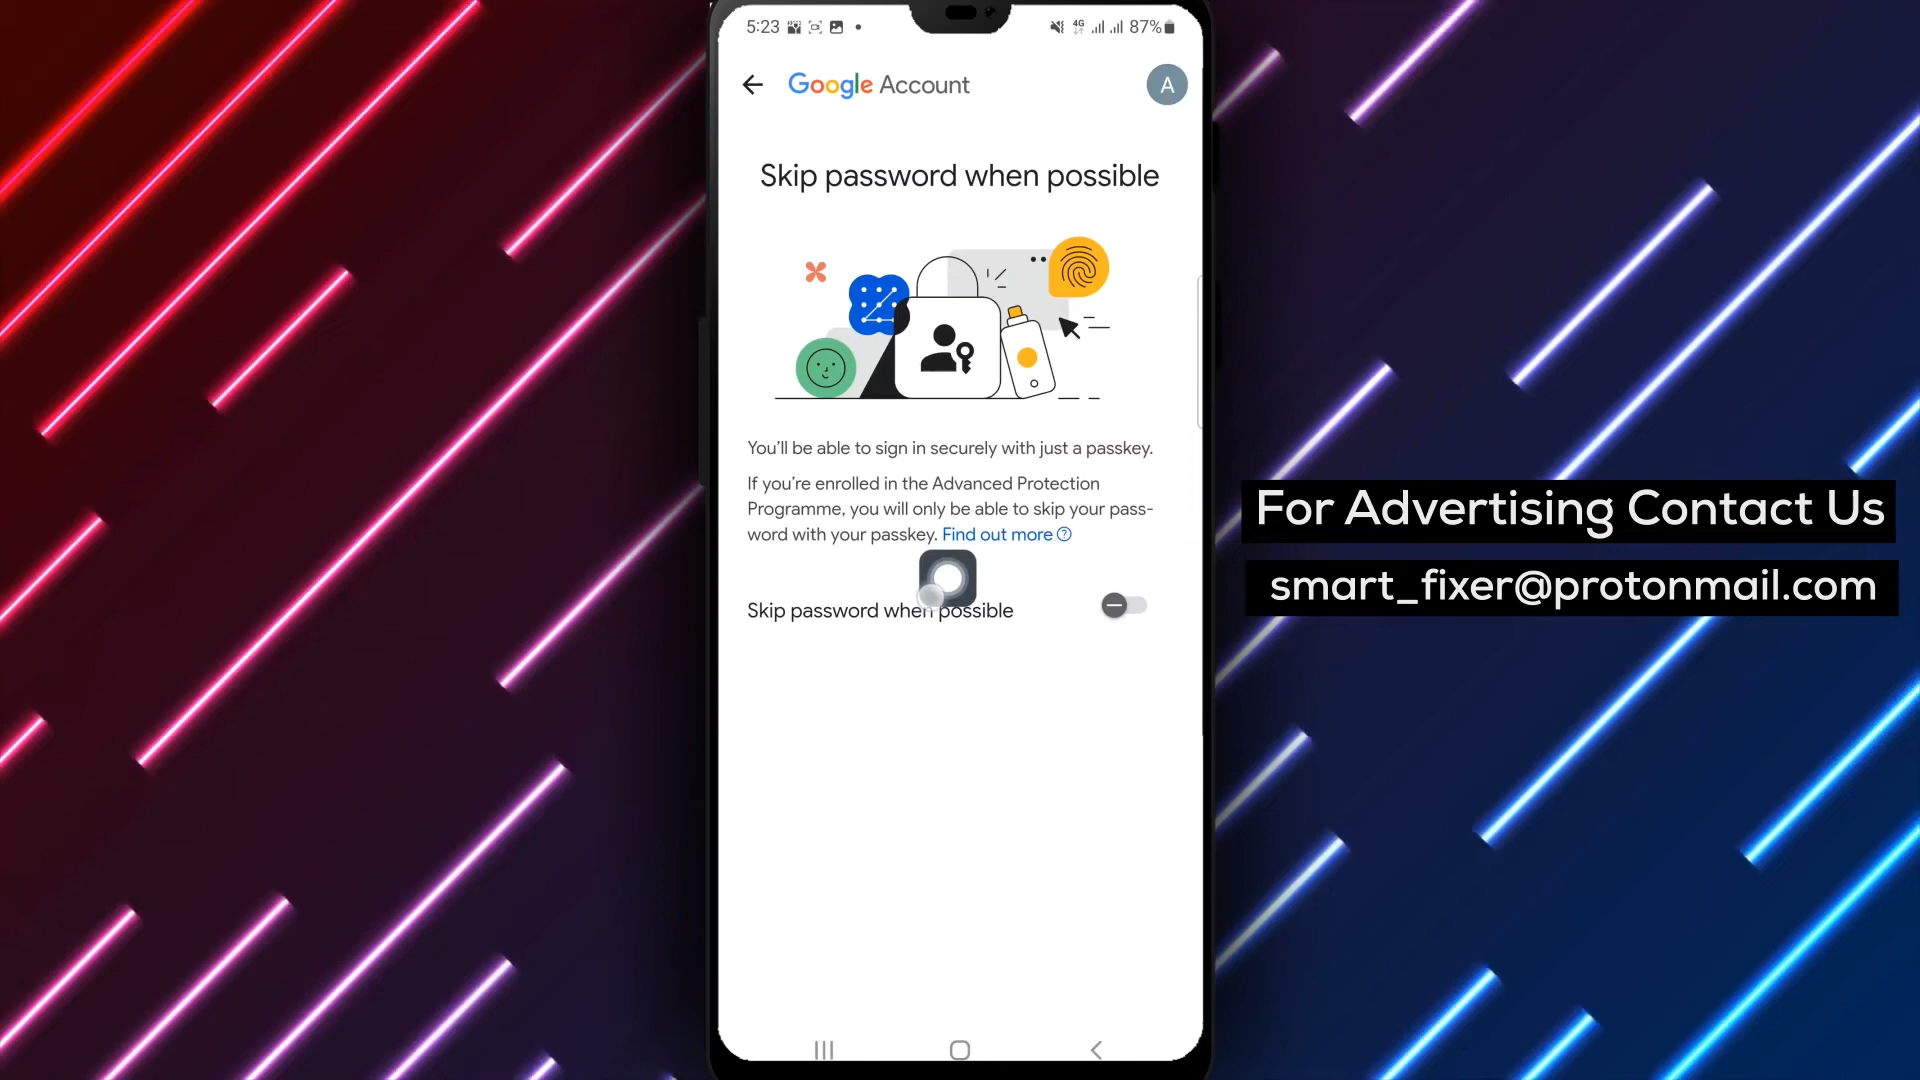 5:23
4G
87%
Google Account
A
Skip password when possible
You'll be able to sign in securely with just a passkey.
If you're enrolled in the Advanced Protection
Programme, you will only be able to skip your pass-
word with your passkey. Find out more
Skip password when possible
For Advertising Contact Us
smart_fixer@protonmail.com